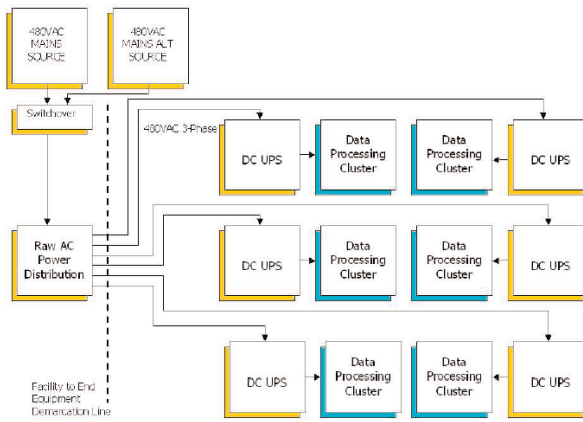 480VAC
MAINS
SOURCE
480VAC
MAINS ALT
SOURCE
Switchover
480VAC 3-Phase
DC UPS
Data
Processing
Cluster
Data
Processing
Cluster
DC UPS
Raw AC
Power
Distribution
DC UPS
Data
Processing
Cluster
Data
Processing
Cluster
DC UPS
DC UPS
Data
Processing
Cluster
Data
Processing
Cluster
DC UPS
Facility to End
Equipment
Demarcation Line